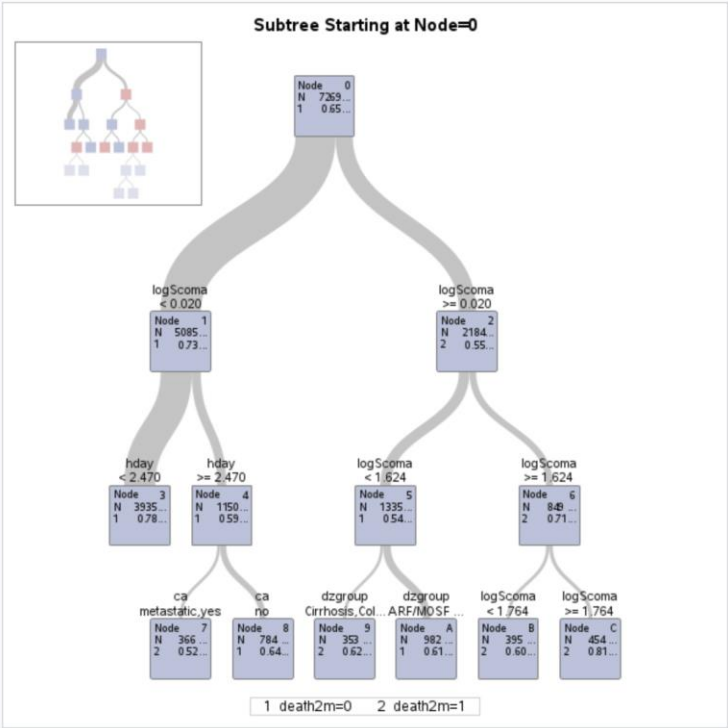 Subtree Starting at Node=0
Node 0
N 7269...
1 0.65...
logScoma
< 0.020
logScoma
>= 0.020
Node 1
N 5085...
1 0.73...
Node 2
N 2184...
2 0.55...
hday
< 2.470
hday
>= 2.470
logScoma
< 1.624
logScoma
>= 1.624
Node 3
N 3935...
1 0.78...
Node 4
N 1150...
1 0.59...
Node 5
N 1335...
1 0.54...
Node 6
N 849 ...
2 0.71...
ca
metastatic,yes
ca
no
dzgroup
Cirrhosis,Col...
dzgroup
ARF/MOSF ...
logScoma
< 1.764
logScoma
>= 1.764
Node 7
N 366 ...
2 0.52...
Node 8
N 784 ...
1 0.64...
Node 9
N 353 ...
2 0.62...
Node A
N 982 ...
1 0.61...
Node B
N 395 ...
2 0.60...
Node C
N 454 ...
2 0.81...
1 death2m=0 2 death2m=1